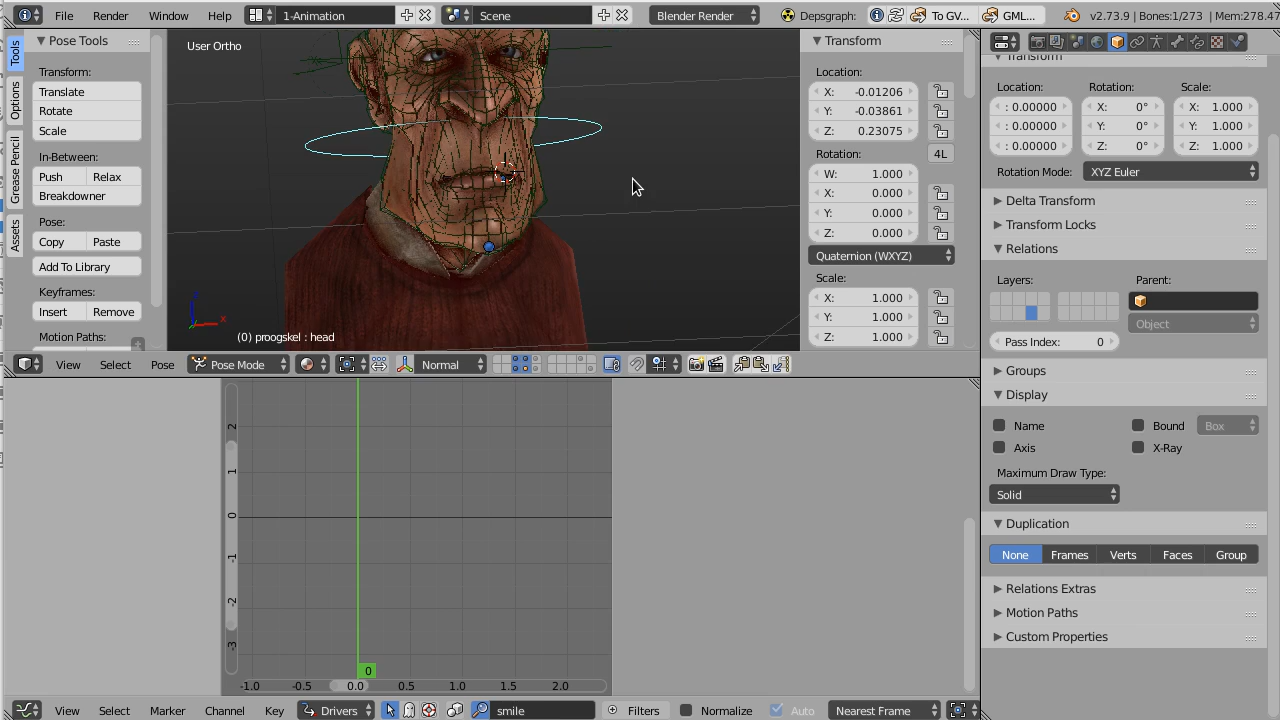 File Render Window Help 1-Animation Scene Blender Render Depsgraph: To GV... GML... v2.73.9 | Bones:1/273 | Mem:278.4
Tools
Options
Grease Pencil
Assets
Pose Tools
Transform:
Translate
Rotate
Scale
In-Between:
Push Relax
Breakdowner
Pose:
Copy Paste
Add To Library
Keyframes:
Insert Remove
Motion Paths:
User Ortho
X
(0) proogskel : head
Transform
Location:
X: -0.01206
Y: -0.03861
Z: 0.23075
Rotation: 4L
W: 1.000
X: 0.000
Y: 0.000
Z: 0.000
Quaternion (WXYZ)
Scale:
X: 1.000
Y: 1.000
Z: 1.000
View Select Pose Pose Mode Normal
2
1
0
-1
-2
-3
0
-1.0 -0.5 0.0 0.5 1.0 1.5 2.0
View Select Marker Channel Key Drivers smile Filters Normalize Auto Nearest Frame
Transform
Location: Rotation: Scale:
: 0.00000 X: 0° X: 1.000
: 0.00000 Y: 0° Y: 1.000
: 0.00000 Z: 0° Z: 1.000
Rotation Mode: XYZ Euler
Delta Transform
Transform Locks
Relations
Layers: Parent:
Object
Pass Index: 0
Groups
Display
Name Bound Box
Axis X-Ray
Maximum Draw Type:
Solid
Duplication
None Frames Verts Faces Group
Relations Extras
Motion Paths
Custom Properties